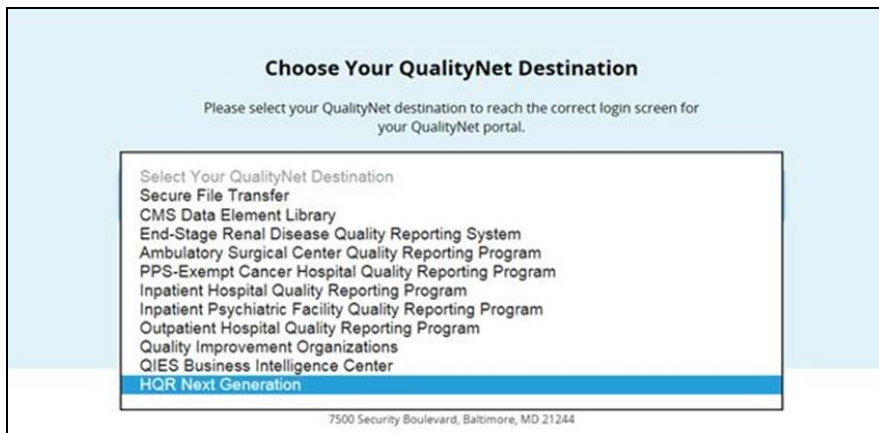 Choose Your QualityNet Destination
Please select your QualityNet destination to reach the correct login screen for
your QualityNet portal.
Select Your QualityNet Destination
Secure File Transfer
CMS Data Element Library
End-Stage Renal Disease Quality Reporting System
Ambulatory Surgical Center Quality Reporting Program
PPS-Exempt Cancer Hospital Quality Reporting Program
Inpatient Hospital Quality Reporting Program
Inpatient Psychiatric Facility Quality Reporting Program
Outpatient Hospital Quality Reporting Program
Quality Improvement Organizations
QIES Business Intelligence Center
HQR Next Generation
7500 Security Boulevard, Baltimore, MD 21244